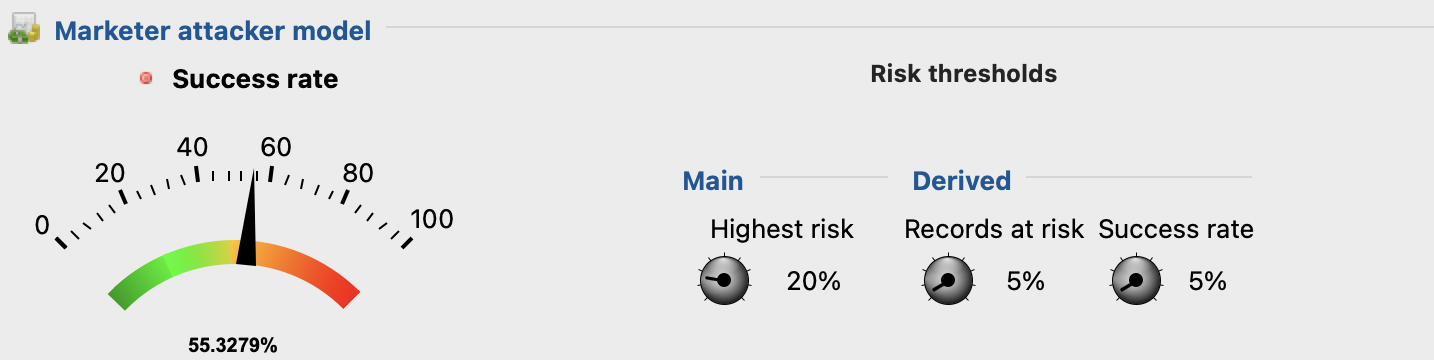 Marketer attacker model
Success rate
Risk thresholds
0 20 40 60 80 100
Main
Derived
Highest risk
Records at risk
Success rate
20%
5%
5%
55.3279%